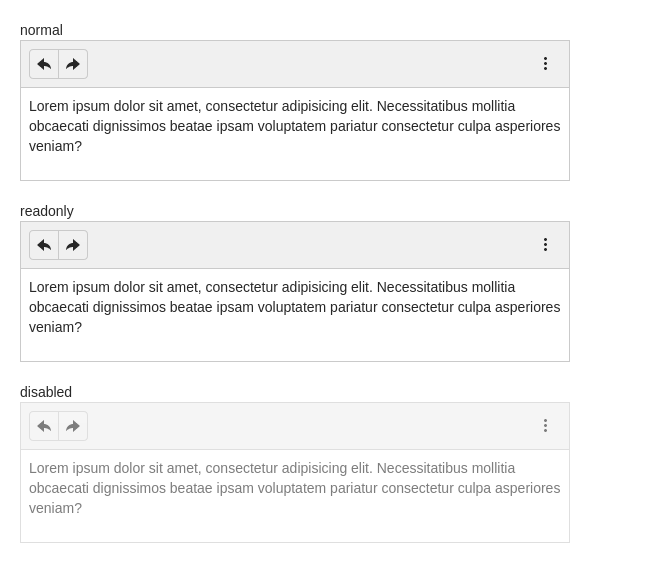 normal
Lorem ipsum dolor sit amet, consectetur adipisicing elit. Necessitatibus mollitia
obcaecati dignissimos beatae ipsam voluptatem pariatur consectetur culpa asperiores
veniam?
readonly
Lorem ipsum dolor sit amet, consectetur adipisicing elit. Necessitatibus mollitia
obcaecati dignissimos beatae ipsam voluptatem pariatur consectetur culpa asperiores
veniam?
disabled
Lorem ipsum dolor sit amet, consectetur adipisicing elit. Necessitatibus mollitia
obcaecati dignissimos beatae ipsam voluptatem pariatur consectetur culpa asperiores
veniam?